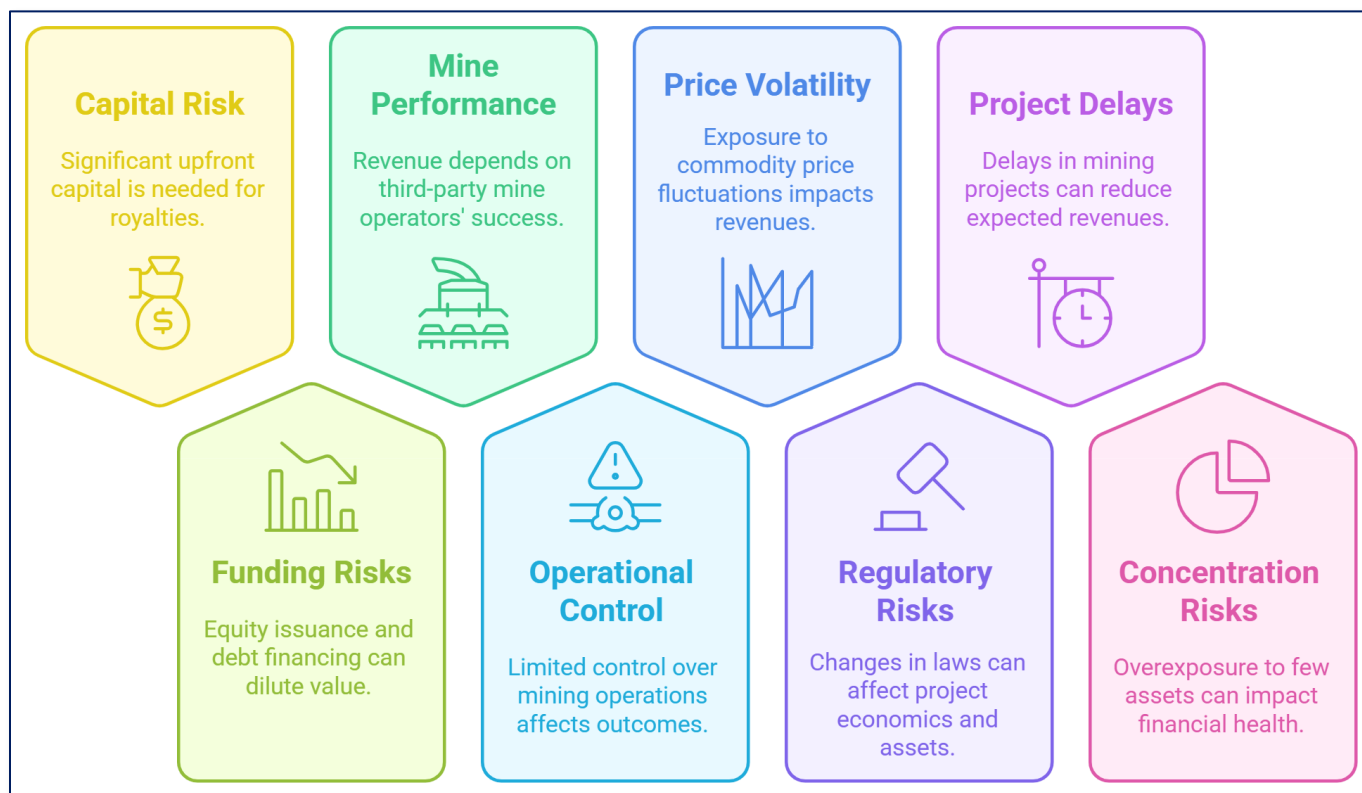 Capital Risk
Significant upfront
capital is needed for
royalties.
$
Funding Risks
Equity issuance and
debt financing can
dilute value.
Mine
Performance
Revenue depends on
third-party mine
operators' success.
Operational
Control
Limited control over
mining operations
affects outcomes.
Price Volatility
Exposure to
commodity price
fluctuations impacts
revenues.
Regulatory
Risks
Changes in laws can
affect project
economics and
assets.
Project Delays
Delays in mining
projects can reduce
expected revenues.
Concentration
Risks
Overexposure to few
assets can impact
financial health.